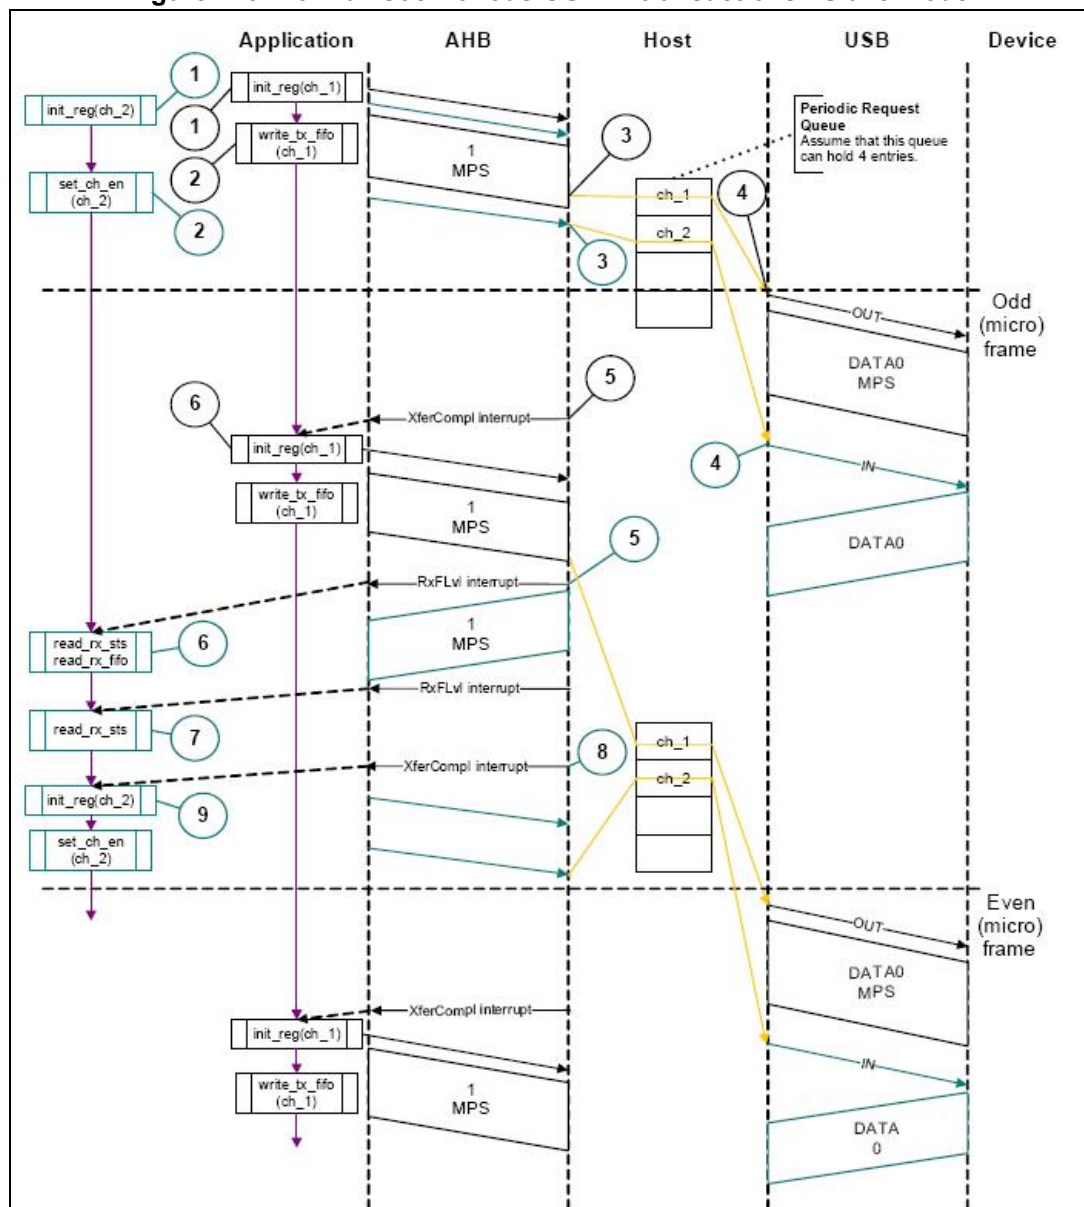 Application AHB Host USB Device
1
init_reg(ch_1)
init_reg(ch_2)
1
Periodic Request
Queue
Assume that this queue
can hold 4 entries.
write_tx_fifo
(ch_1)
1
MPS
3
2
set_ch_en
(ch_2)
4
ch_1
2
ch_2
3
Odd
(micro)
frame
OUT
DATA0
MPS
5
6
XferCompl interrupt
init_reg(ch_1)
4
IN
write_tx_fifo
(ch_1)
1
MPS
5
DATA0
RxFLvl interrupt
read_rx_sts
read_rx_fifo
6
1
MPS
RxFLvl interrupt
read_rx_sts
7
ch_1
8
XferCompl interrupt
ch_2
init_reg(ch_2)
9
set_ch_en
(ch_2)
Even
(micro)
frame
OUT
DATA0
MPS
XferCompl interrupt
init_reg(ch_1)
IN
write_tx_fifo
(ch_1)
1
MPS
DATA
0